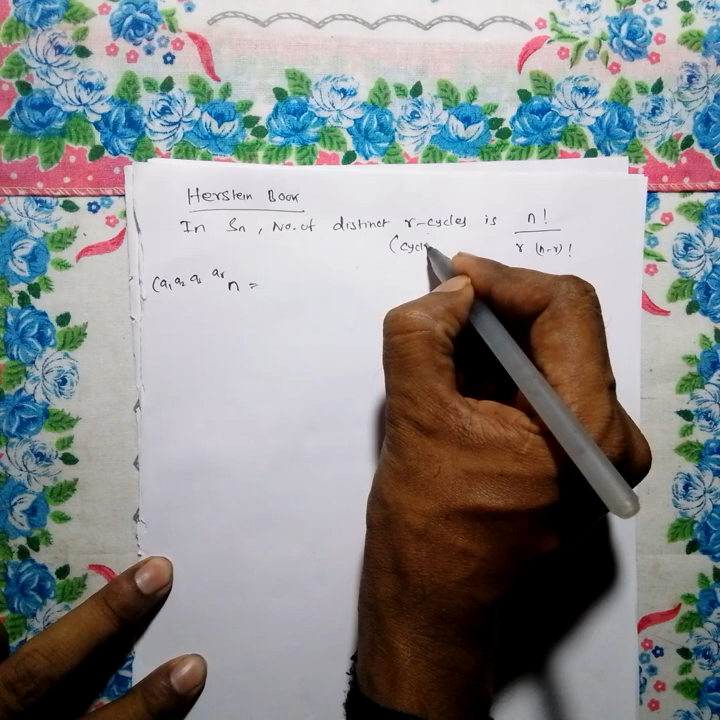 Herstein Book
In Sn, No. of distinct r-cycles is n! / r (n-r)!
(cycl
(a₁ a₂ a₃ aᵣ n =